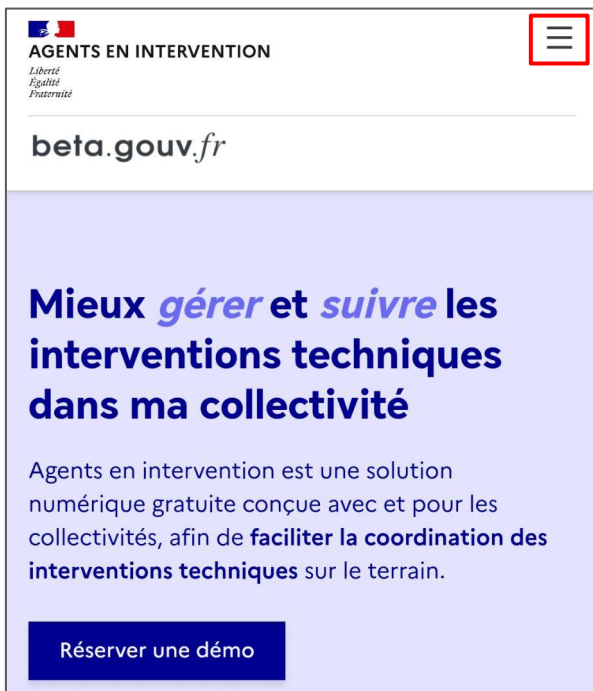 AGENTS EN INTERVENTION
Liberté
Égalité
Fraternité
beta.gouv.fr
Mieux gérer et suivre les
interventions techniques
dans ma collectivité
Agents en intervention est une solution
numérique gratuite conçue avec et pour les
collectivités, afin de faciliter la coordination des
interventions techniques sur le terrain.
Réserver une démo